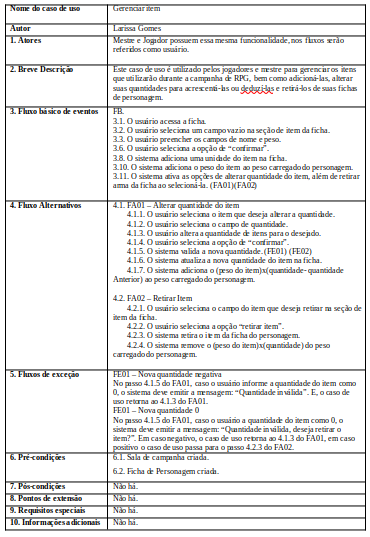 Nome do caso de uso Gerenciar item
Autor Larissa Gomes
1. Atores Mestre e Jogador possuem essa mesma funcionalidade, nos fluxos serão
referidos como usuário.
2. Breve Descrição Este caso de uso é utilizado pelos jogadores e mestre para gerenciar os itens
que utilizarão durante a campanha de RPG, bem como adicioná-las, alterar
suas quantidades para acrescentá-las ou deduzí-las e retirá-los de suas fichas
de personagem.
3. Fluxo básico de eventos FB.
3.1. O usuário acessa a ficha.
3.2. O usuário seleciona um campo vazio na seção de item da ficha.
3.3. O usuário preencher os campos de nome e peso.
3.6. O usuário seleciona a opção de “confirmar”.
3.8. O sistema adiciona uma unidade do item na ficha.
3.10. O sistema adiciona o peso do item ao peso carregado do personagem.
3.11. O sistema ativa as opções de alterar quantidade do item, além de retirar
arma da ficha ao selecioná-la. (FA01)(FA02)
4. Fluxo Alternativos 4.1. FA01 – Alterar quantidade do item
4.1.1. O usuário seleciona o item que deseja alterar a quantidade.
4.1.2. O usuário seleciona o campo de quantidade.
4.1.3. O usuário altera a quantidade de itens para o desejado.
4.1.4. O usuário seleciona a opção de “confirmar”.
4.1.5. O sistema valida a nova quantidade. (FE01) (FE02)
4.1.6. O sistema atualiza a nova quantidade do item na ficha.
4.1.7. O sistema adiciona o (peso do item)x(quantidade- quantidade
Anterior) ao peso carregado do personagem.
4.2. FA02 – Retirar Item
4.2.1. O usuário seleciona o campo do item que deseja retirar na seção de
item da ficha.
4.2.2. O usuário seleciona a opção “retirar item”.
4.2.3. O sistema retira o item da ficha do personagem.
4.2.4. O sistema remove o (peso do item)x(quantidade) do peso
carregado do personagem.
5. Fluxos de exceção FE01 – Nova quantidade negativa
No passo 4.1.5 do FA01, caso o usuário informe a quantidade do item como
0, o sistema deve emitir a mensagem: “Quantidade inválida”. E, o caso de
uso retorna ao 4.1.3 do FA01.
FE01 – Nova quantidade 0
No passo 4.1.5 do FA01, caso o usuário a quantidade do item como 0, o
sistema deve emitir a mensagem: “Quantidade inválida, deseja retirar o
item?”. Em caso negativo, o caso de uso retorna ao 4.1.3 do FA01, em caso
positivo o caso de uso passa para o passo 4.2.3 do FA02.
6. Pré-condições 6.1. Sala de campanha criada.
6.2. Ficha de Personagem criada.
7. Pós-condições Não há.
8. Pontos de extensão Não há.
9. Requisitos especiais Não há.
10. Informações adicionais Não há.